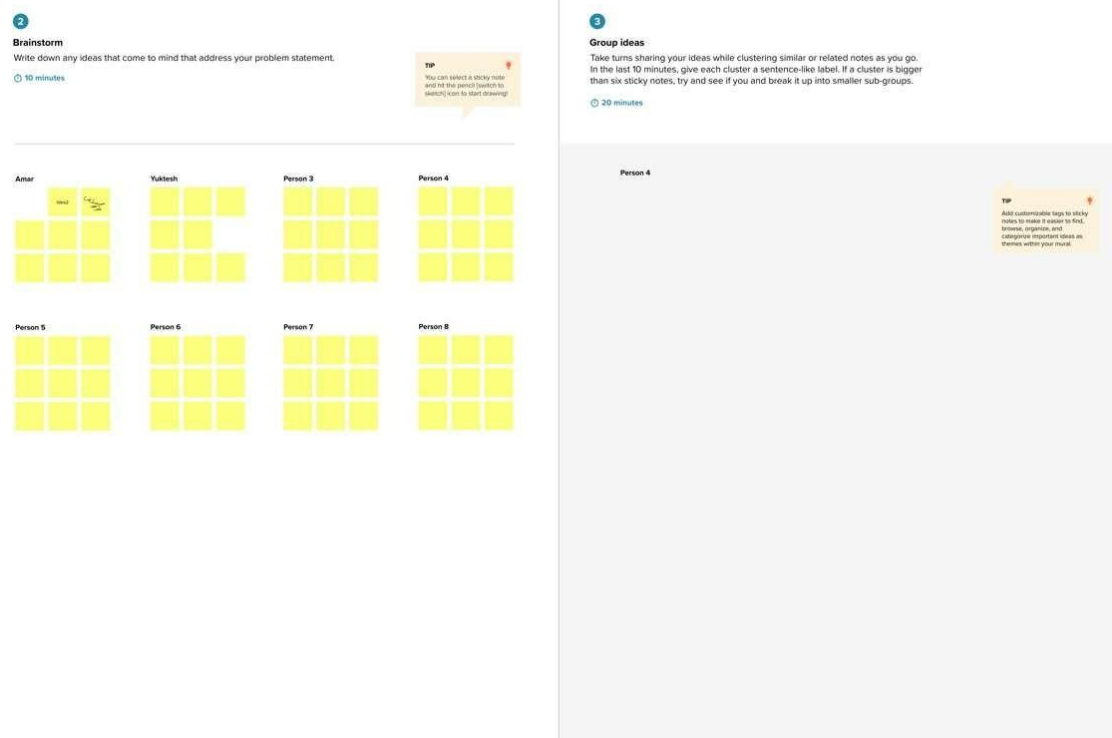 2
Brainstorm
Write down any ideas that come to mind that address your problem statement.
10 minutes
TIP
You can select a sticky note
and hit the pencil [switch to
sketch] icon to start drawing!
Amar
Yuktesh
Person 3
Person 4
Person 5
Person 6
Person 7
Person 8
3
Group ideas
Take turns sharing your ideas while clustering similar or related notes as you go.
In the last 10 minutes, give each cluster a sentence-like label. If a cluster is bigger
than six sticky notes, try and see if you and break it up into smaller sub-groups.
20 minutes
Person 4
TIP
Add customizable tags to sticky
notes to make it easier to find,
browse, organize, and
categorize important ideas as
themes within your mural.